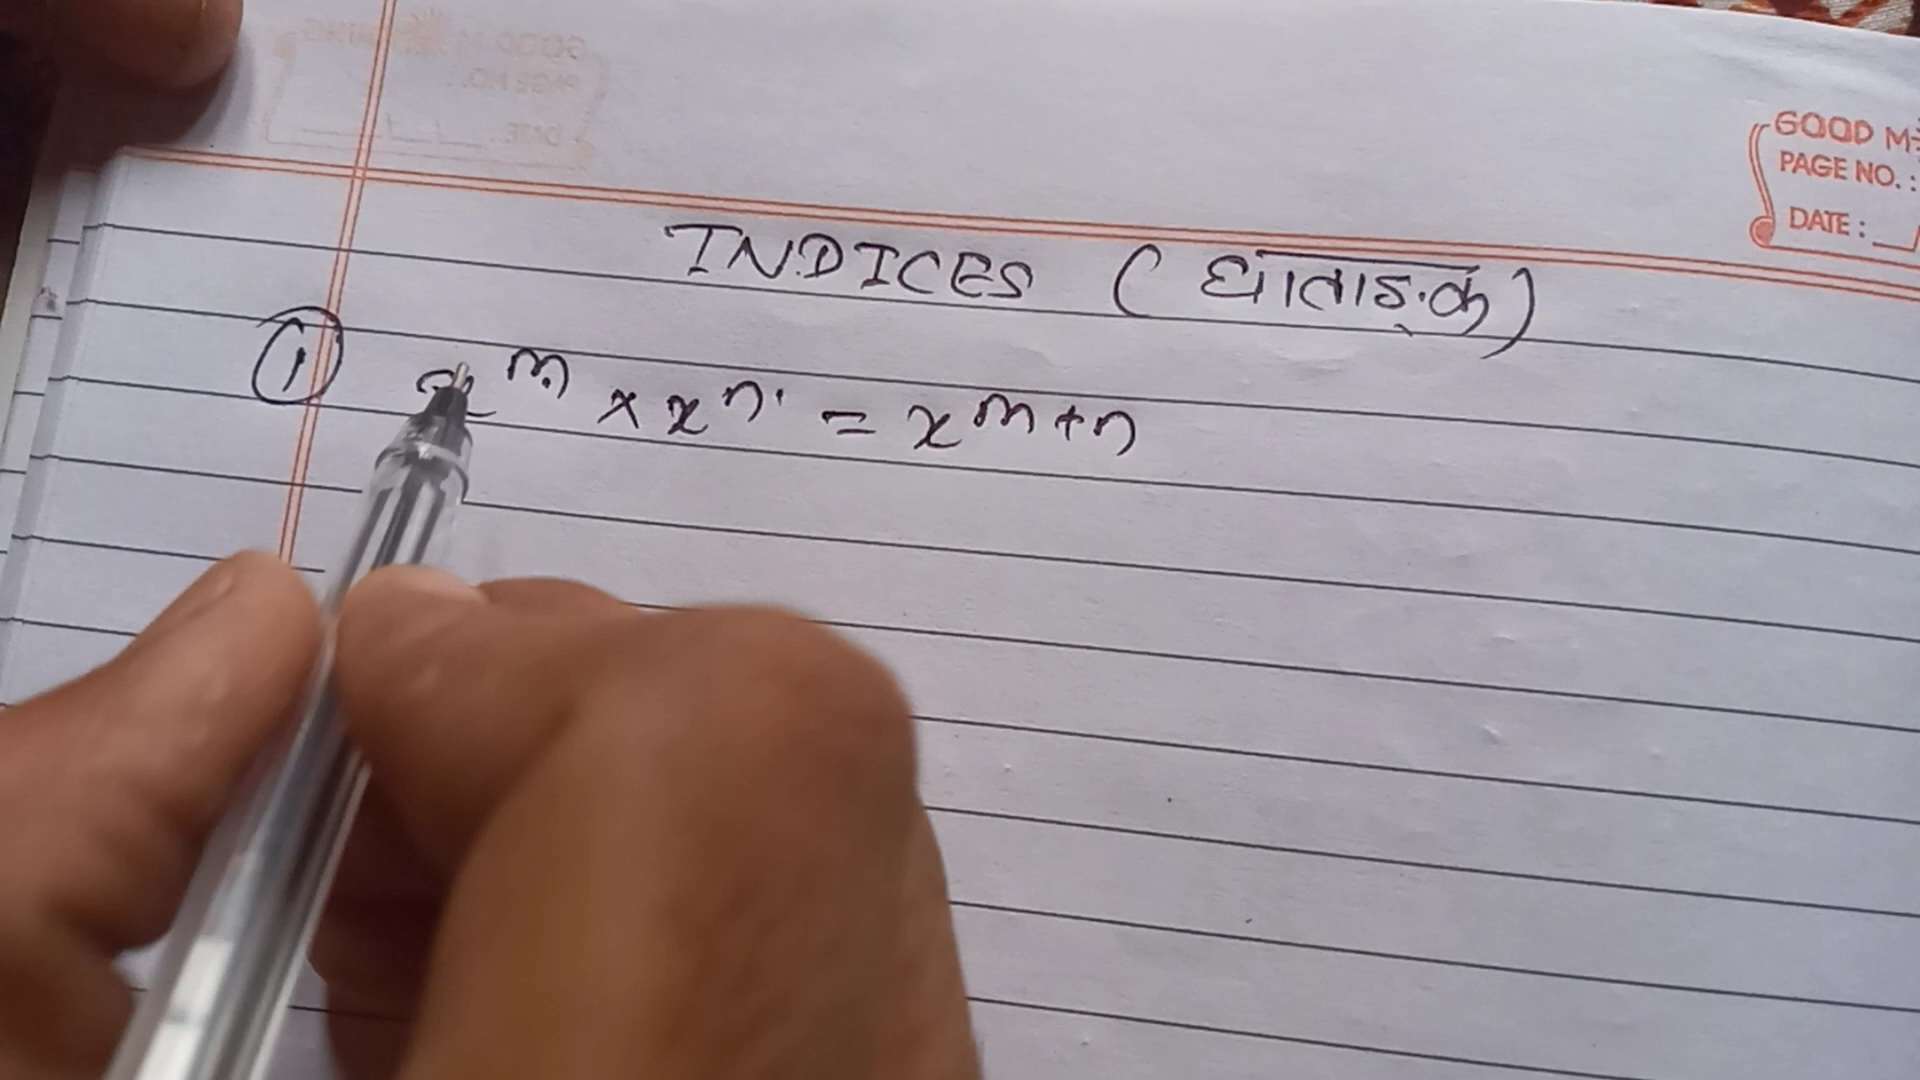 GOOD M
PAGE NO. :
DATE :
INDICES ( घाताङ्क )
① x^m × x^n = x^m+n